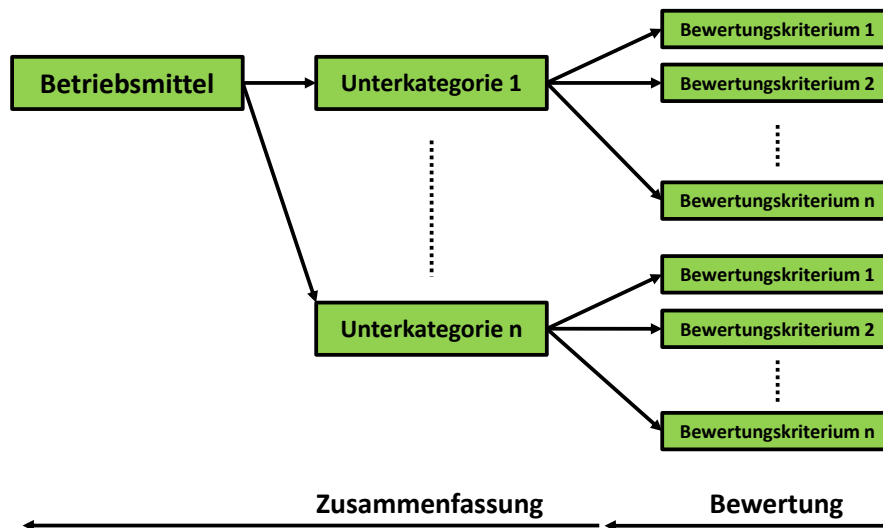 Betriebsmittel
Unterkategorie 1
Bewertungskriterium 1
Bewertungskriterium 2
Bewertungskriterium n
Unterkategorie n
Bewertungskriterium 1
Bewertungskriterium 2
Bewertungskriterium n
Zusammenfassung
Bewertung